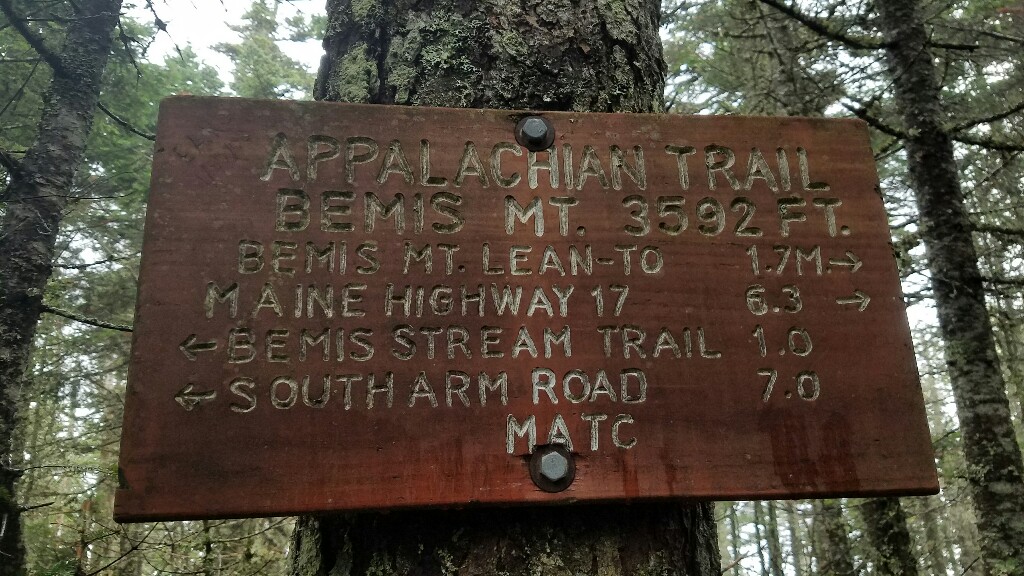 APPALACHIAN TRAIL
BEMIS MT. 3592 FT.
BEMIS MT. LEAN-TO 1.7M.→
MAINE HIGHWAY 17 6.3 →
←BEMIS STREAM TRAIL 1.0
←SOUTH ARM ROAD 7.0
MATC